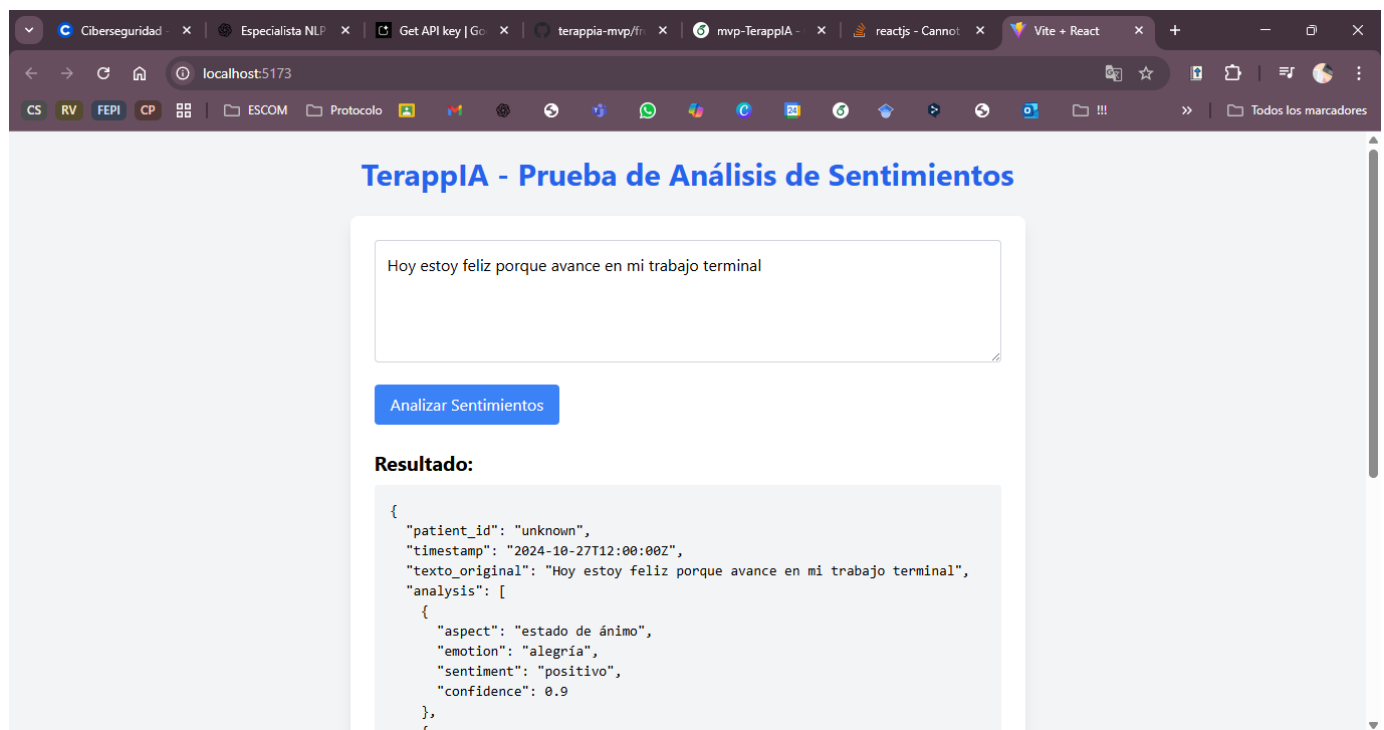 Ciberseguridad -
Especialista NLP
Get API key | Go
terappia-mvp/fr
mvp-TerappIA -
reactjs - Cannot
Vite + React
localhost:5173
CS RV FEPI CP ESCOM Protocolo 24 !!! » Todos los marcadores
TerappIA - Prueba de Análisis de Sentimientos
Hoy estoy feliz porque avance en mi trabajo terminal
Analizar Sentimientos
Resultado:
{
"patient_id": "unknown",
"timestamp": "2024-10-27T12:00:00Z",
"texto_original": "Hoy estoy feliz porque avance en mi trabajo terminal",
"analysis": [
{
"aspect": "estado de ánimo",
"emotion": "alegría",
"sentiment": "positivo",
"confidence": 0.9
},
{